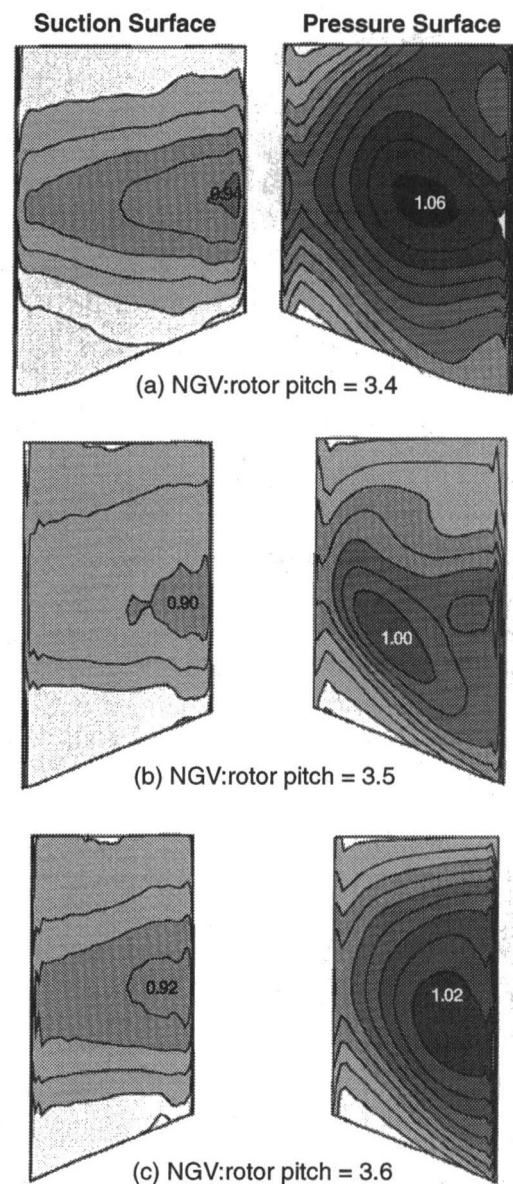 Suction Surface Pressure Surface
0.94 1.06
(a) NGV:rotor pitch = 3.4
0.90
1.00
(b) NGV:rotor pitch = 3.5
0.92 1.02
(c) NGV:rotor pitch = 3.6